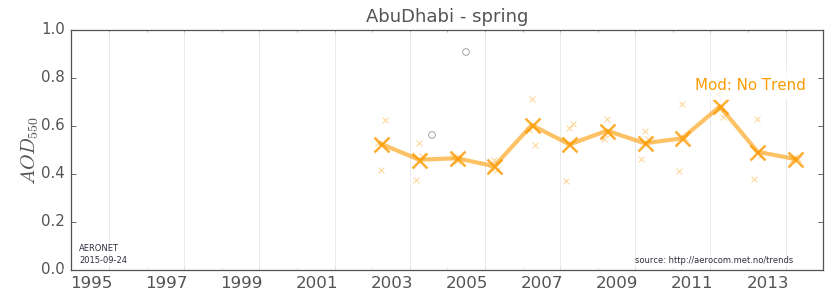 AbuDhabi - spring
1.0
0.8
0.6
0.4
0.2
0.0
AOD550
Mod: No Trend
AERONET
2015-09-24
source: http://aerocom.met.no/trends
1995 1997 1999 2001 2003 2005 2007 2009 2011 2013